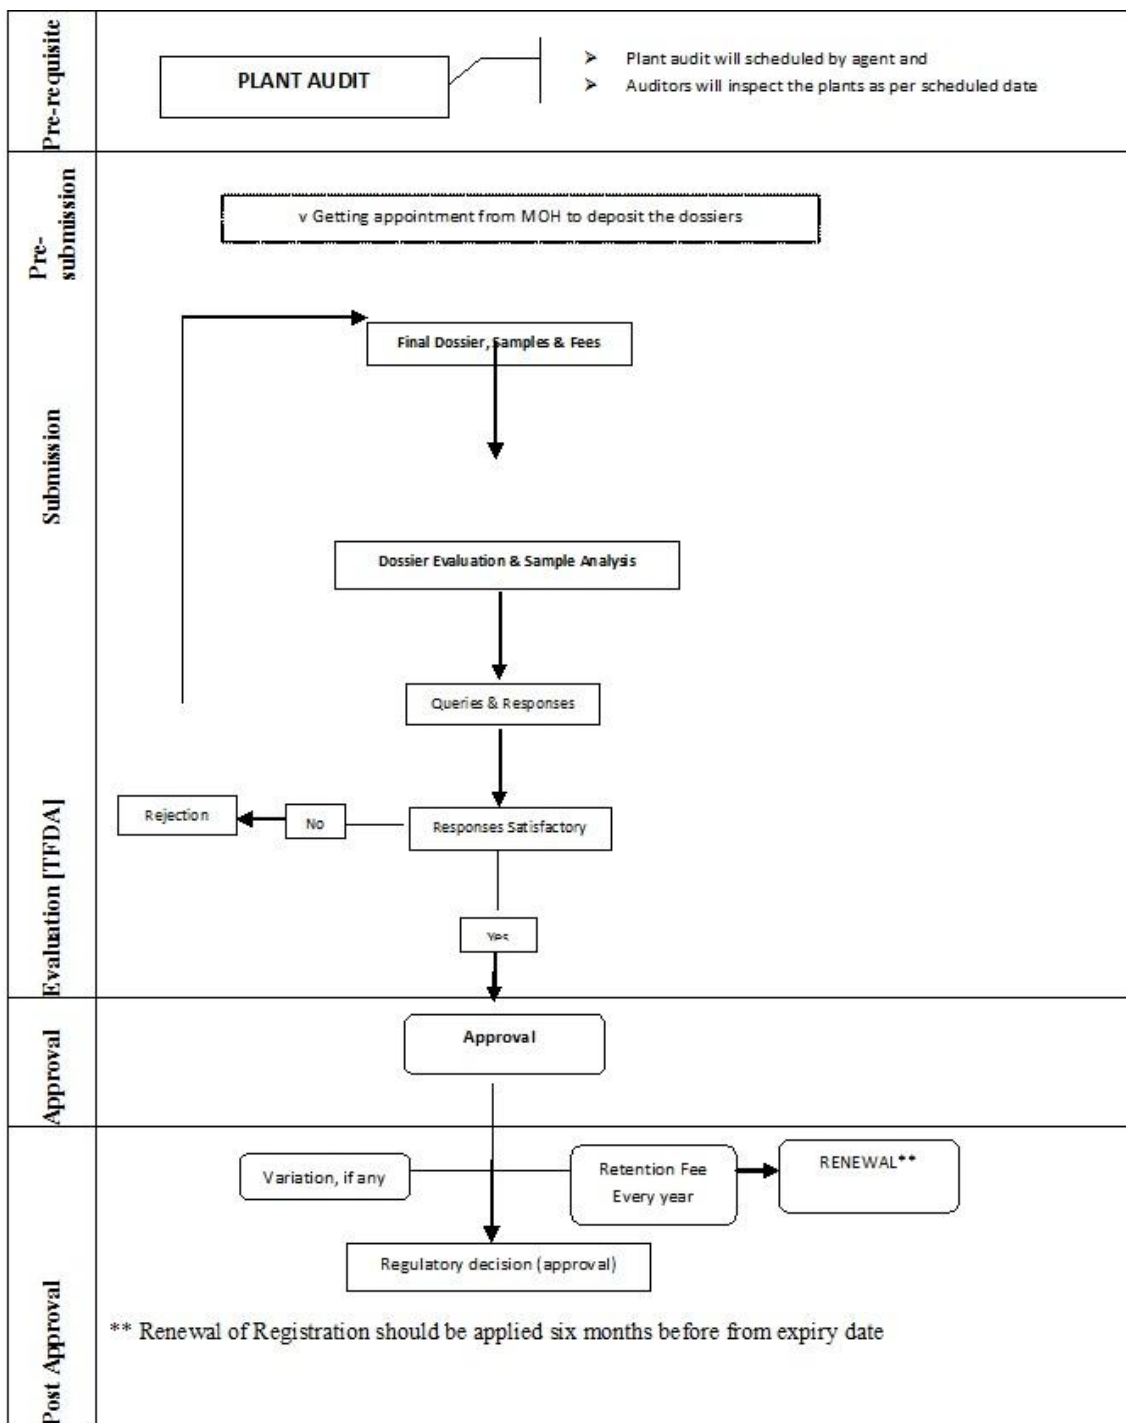 Pre-requisite
PLANT AUDIT
➢ Plant audit will scheduled by agent and
➢ Auditors will inspect the plants as per scheduled date
Pre-
submission
v Getting appointment from MOH to deposit the dossiers
Final Dossier, Samples & Fees
Submission
Dossier Evaluation & Sample Analysis
Queries & Responses
Evaluation [TFDA]
Rejection
No
Responses Satisfactory
Yes
Approval
Approval
Post Approval
Variation, if any
Retention Fee
Every year
RENEWAL**
Regulatory decision (approval)
** Renewal of Registration should be applied six months before from expiry date